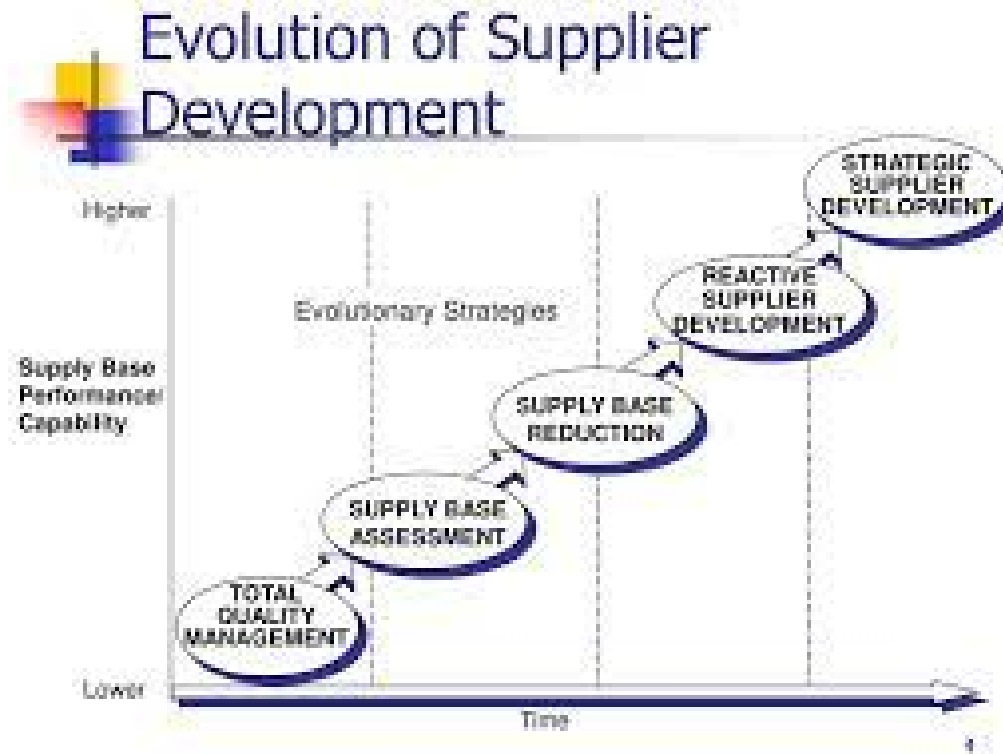 Evolution of Supplier
Development
Higher
Evolutionary Strategies
Supply Base
Performance/
Capability
STRATEGIC
SUPPLIER
DEVELOPMENT
REACTIVE
SUPPLIER
DEVELOPMENT
SUPPLY BASE
REDUCTION
SUPPLY BASE
ASSESSMENT
TOTAL
QUALITY
MANAGEMENT
Lower
Time